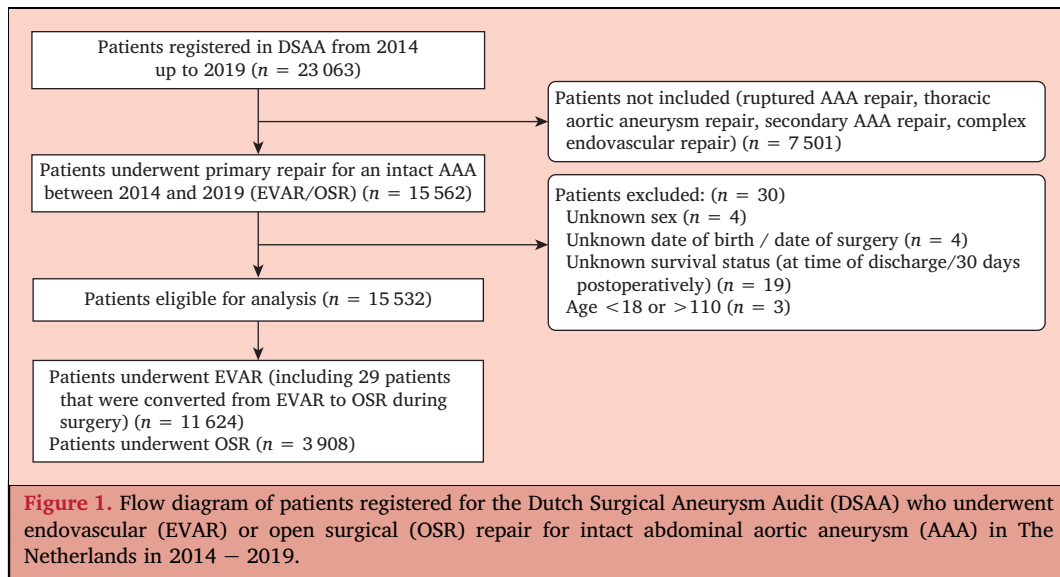 Patients registered in DSAA from 2014
up to 2019 (n = 23 063)
Patients not included (ruptured AAA repair, thoracic
aortic aneurysm repair, secondary AAA repair, complex
endovascular repair) (n = 7 501)
Patients underwent primary repair for an intact AAA
between 2014 and 2019 (EVAR/OSR) (n = 15 562)
Patients excluded: (n = 30)
Unknown sex (n = 4)
Unknown date of birth / date of surgery (n = 4)
Unknown survival status (at time of discharge/30 days
postoperatively) (n = 19)
Age <18 or >110 (n = 3)
Patients eligible for analysis (n = 15 532)
Patients underwent EVAR (including 29 patients
that were converted from EVAR to OSR during
surgery) (n = 11 624)
Patients underwent OSR (n = 3 908)
Figure 1. Flow diagram of patients registered for the Dutch Surgical Aneurysm Audit (DSAA) who underwent
endovascular (EVAR) or open surgical (OSR) repair for intact abdominal aortic aneurysm (AAA) in The
Netherlands in 2014 – 2019.